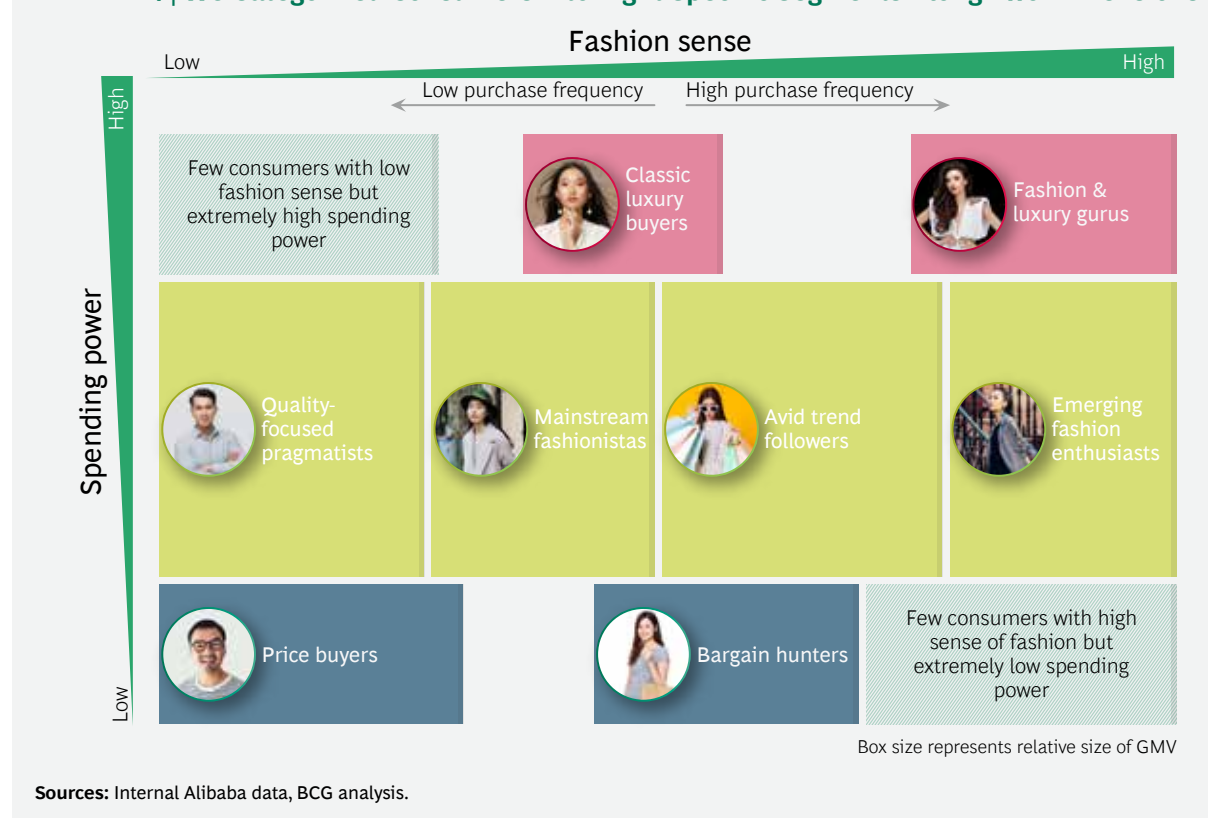 Fashion sense
Low
High
Low purchase frequency
High purchase frequency
High
Few consumers with low
fashion sense but
extremely high spending
power
Classic
luxury
buyers
Fashion &
luxury gurus
Spending power
Quality-
focused
pragmatists
Mainstream
fashionistas
Avid trend
followers
Emerging
fashion
enthusiasts
Low
Price buyers
Bargain hunters
Few consumers with high
sense of fashion but
extremely low spending
power
Box size represents relative size of GMV
Sources: Internal Alibaba data, BCG analysis.